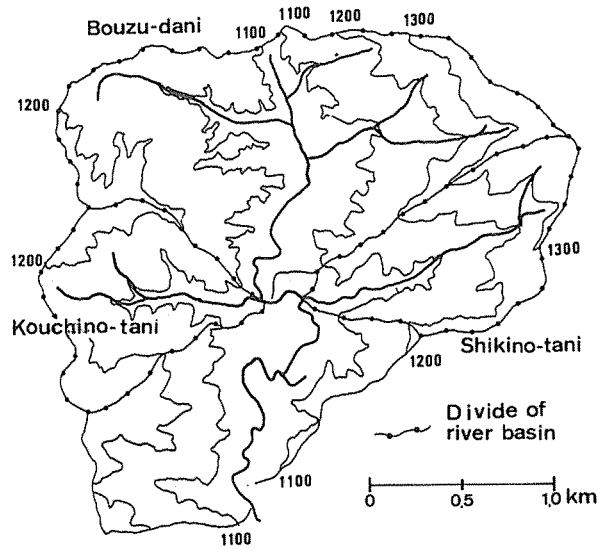 Bouzu-dani
1100
1100
1200
1300
1200
1200
1300
Kouchino-tani
Shikino-tani
1200
Divide of
river basin
1100
0 0,5 1,0 km
1100